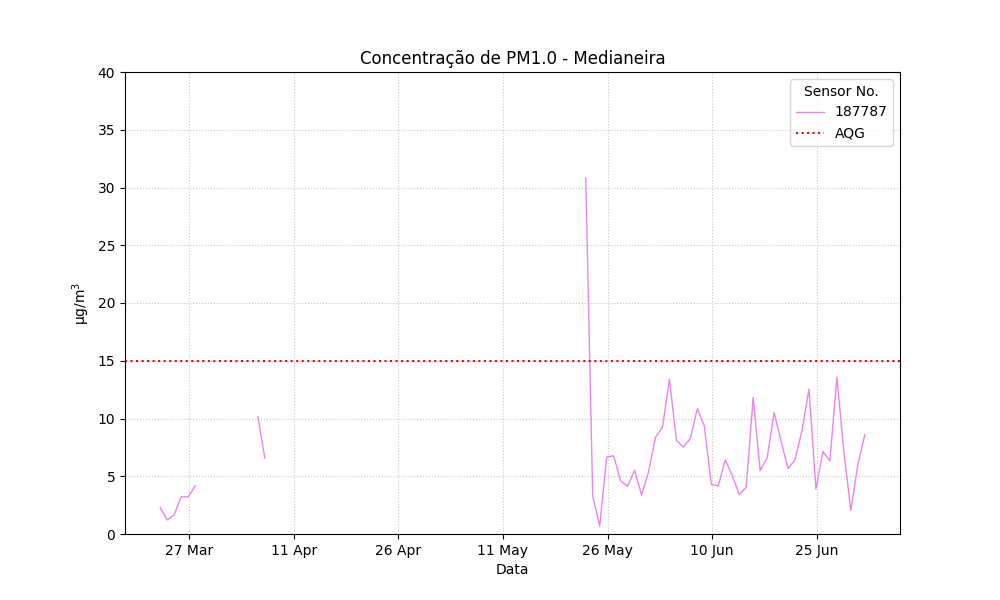 Concentração de PM1.0 - Medianeira
Sensor No.
187787
AQG
40
35
30
25
20
15
10
5
0
µg/m³
27 Mar
11 Apr
26 Apr
11 May
26 May
10 Jun
25 Jun
Data